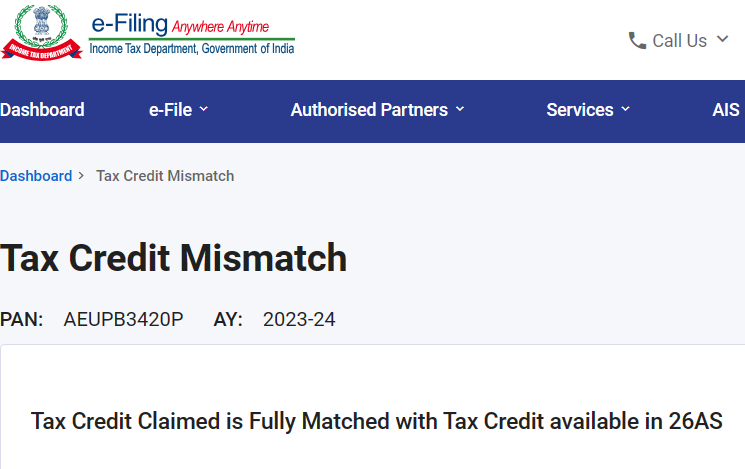 e-Filing Anywhere Anytime
INCOME TAX DEPARTMENT
Income Tax Department, Government of India
Call Us
Dashboard e-File Authorised Partners Services AIS
Dashboard > Tax Credit Mismatch
Tax Credit Mismatch
PAN: AEUPB3420P AY: 2023-24
Tax Credit Claimed is Fully Matched with Tax Credit available in 26AS